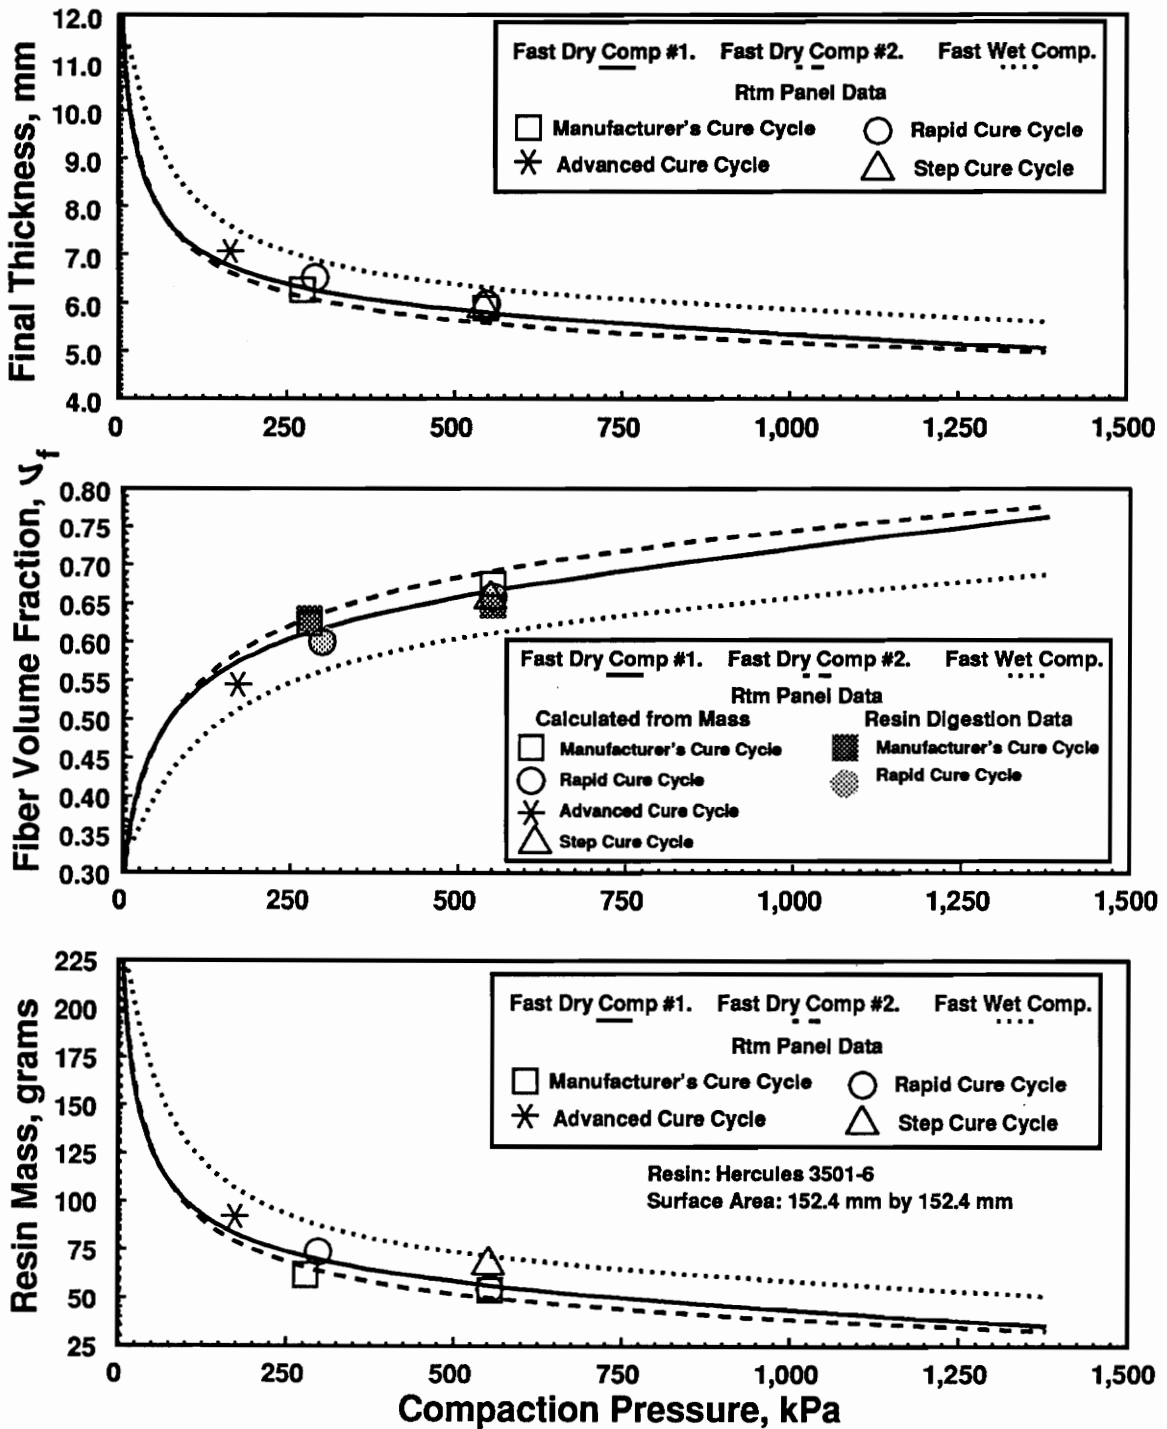 Final Thickness, mm
12.0
11.0
10.0
9.0
8.0
7.0
6.0
5.0
4.0
0 250 500 750 1,000 1,250 1,500
Fast Dry Comp #1. Fast Dry Comp #2. Fast Wet Comp.
Rtm Panel Data
Manufacturer's Cure Cycle Rapid Cure Cycle
Advanced Cure Cycle Step Cure Cycle
Fiber Volume Fraction, Vf
0.80
0.75
0.70
0.65
0.60
0.55
0.50
0.45
0.40
0.35
0.30
0 250 500 750 1,000 1,250 1,500
Fast Dry Comp #1. Fast Dry Comp #2. Fast Wet Comp.
Rtm Panel Data
Calculated from Mass Resin Digestion Data
Manufacturer's Cure Cycle Manufacturer's Cure Cycle
Rapid Cure Cycle Rapid Cure Cycle
Advanced Cure Cycle
Step Cure Cycle
Resin Mass, grams
225
200
175
150
125
100
75
50
25
0 250 500 750 1,000 1,250 1,500
Fast Dry Comp #1. Fast Dry Comp #2. Fast Wet Comp.
Rtm Panel Data
Manufacturer's Cure Cycle Rapid Cure Cycle
Advanced Cure Cycle Step Cure Cycle
Resin: Hercules 3501-6
Surface Area: 152.4 mm by 152.4 mm
Compaction Pressure, kPa